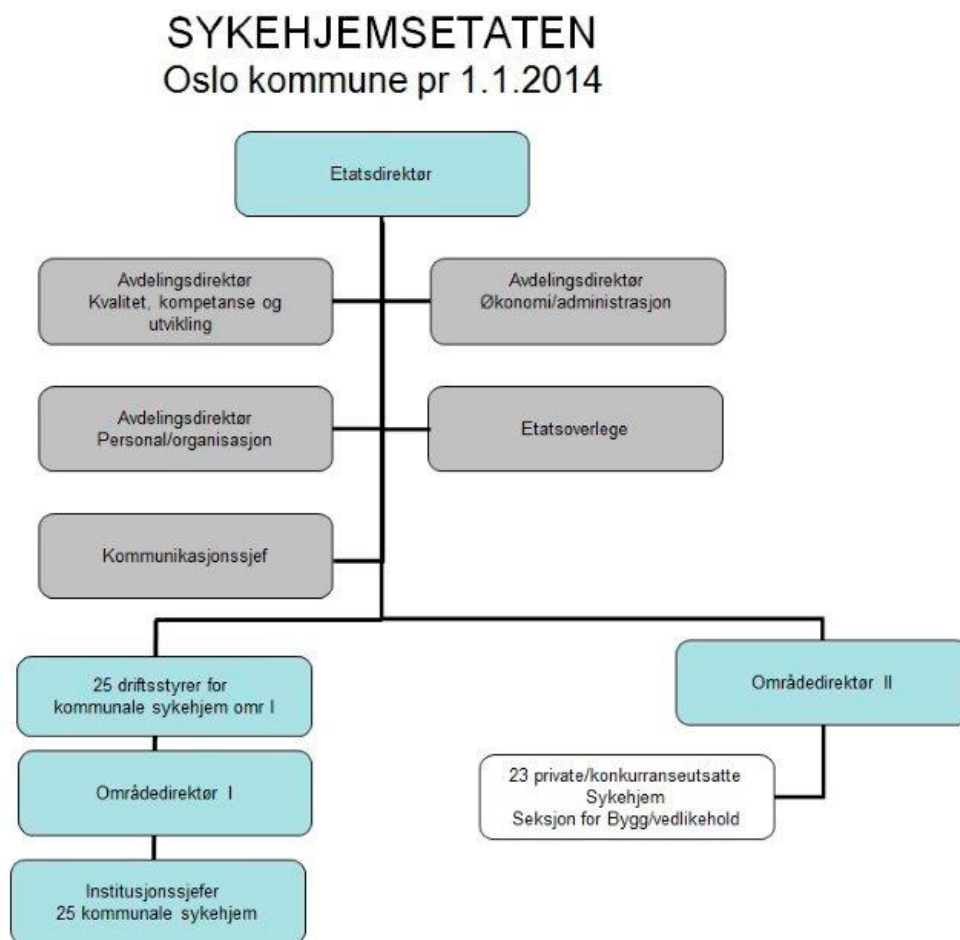 SYKEHJEMSETATEN
Oslo kommune pr 1.1.2014
Etatsdirektør
Avdelingsdirektør
Kvalitet, kompetanse og
utvikling
Avdelingsdirektør
Økonomi/administrasjon
Avdelingsdirektør
Personal/organisasjon
Etatsoverlege
Kommunikasjonssjef
25 driftsstyrer for
kommunale sykehjem omr I
Områdedirektør I
Institusjonssjefer
25 kommunale sykehjem
Områdedirektør II
23 private/konkurranseutsatte
Sykehjem
Seksjon for Bygg/vedlikehold